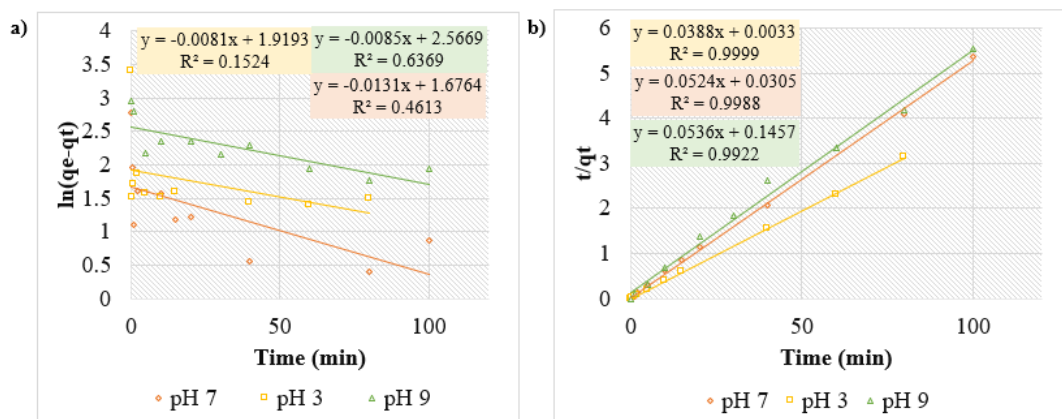 a)
4
3.5
3
2.5
2
1.5
1
0.5
0
ln(qe-qt)
y = -0.0081x + 1.9193
R² = 0.1524
y = -0.0085x + 2.5669
R² = 0.6369
y = -0.0131x + 1.6764
R² = 0.4613
0 50 100
Time (min)
pH 7 pH 3 pH 9
b)
6
5
4
3
2
1
0
t/qt
y = 0.0388x + 0.0033
R² = 0.9999
y = 0.0524x + 0.0305
R² = 0.9988
y = 0.0536x + 0.1457
R² = 0.9922
0 50 100
Time (min)
pH 7 pH 3 pH 9